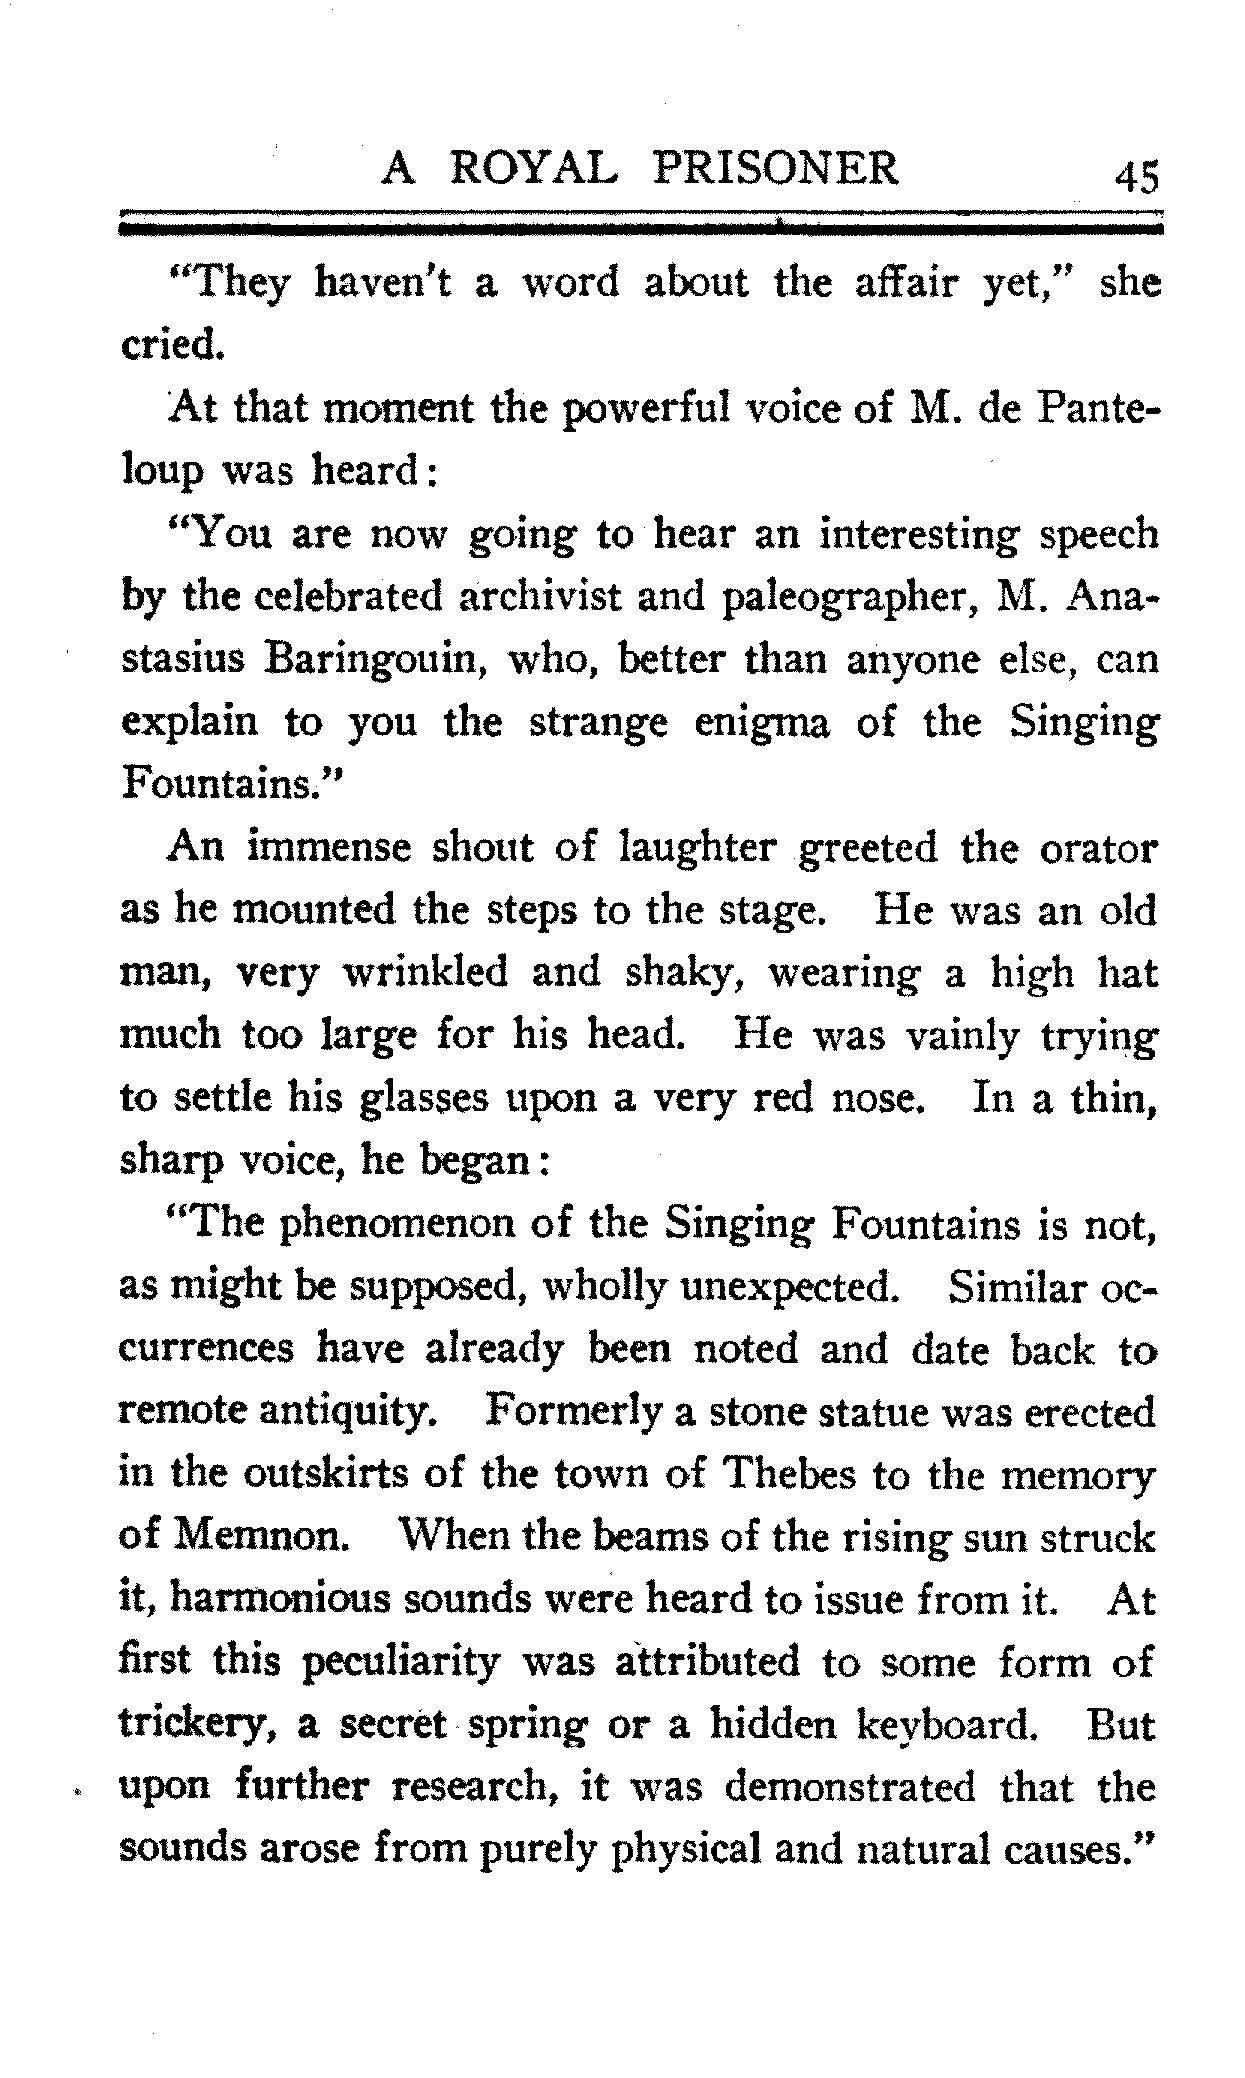 A ROYAL PRISONER 45
"They haven't a word about the affair yet," she
cried.
At that moment the powerful voice of M. de Pante-
loup was heard:
"You are now going to hear an interesting speech
by the celebrated archivist and paleographer, M. Ana-
stasius Baringouin, who, better than anyone else, can
explain to you the strange enigma of the Singing
Fountains."
An immense shout of laughter greeted the orator
as he mounted the steps to the stage. He was an old
man, very wrinkled and shaky, wearing a high hat
much too large for his head. He was vainly trying
to settle his glasses upon a very red nose. In a thin,
sharp voice, he began:
"The phenomenon of the Singing Fountains is not,
as might be supposed, wholly unexpected. Similar oc-
currences have already been noted and date back to
remote antiquity. Formerly a stone statue was erected
in the outskirts of the town of Thebes to the memory
of Memnon. When the beams of the rising sun struck
it, harmonious sounds were heard to issue from it. At
first this peculiarity was attributed to some form of
trickery, a secret spring or a hidden keyboard. But
upon further research, it was demonstrated that the
sounds arose from purely physical and natural causes."